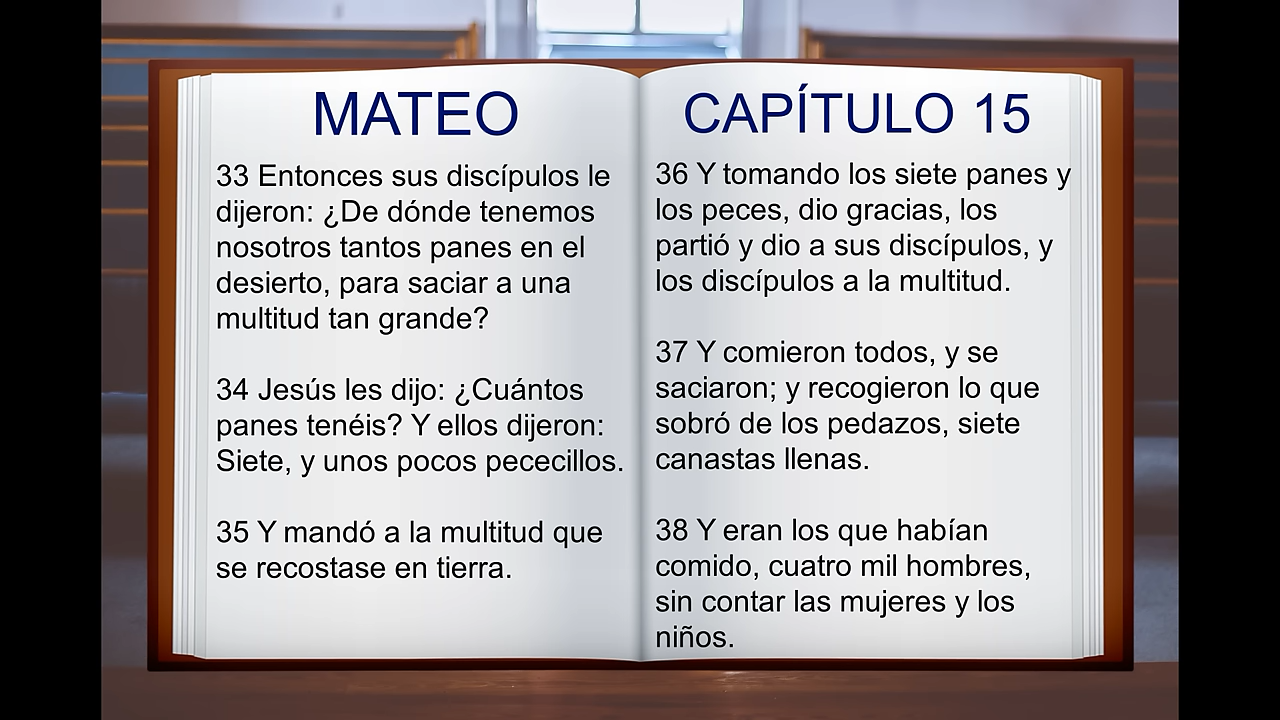 MATEO
33 Entonces sus discípulos le
dijeron: ¿De dónde tenemos
nosotros tantos panes en el
desierto, para saciar a una
multitud tan grande?
34 Jesús les dijo: ¿Cuántos
panes tenéis? Y ellos dijeron:
Siete, y unos pocos pececillos.
35 Y mandó a la multitud que
se recostase en tierra.
CAPÍTULO 15
36 Y tomando los siete panes y
los peces, dio gracias, los
partió y dio a sus discípulos, y
los discípulos a la multitud.
37 Y comieron todos, y se
saciaron; y recogieron lo que
sobró de los pedazos, siete
canastas llenas.
38 Y eran los que habían
comido, cuatro mil hombres,
sin contar las mujeres y los
niños.